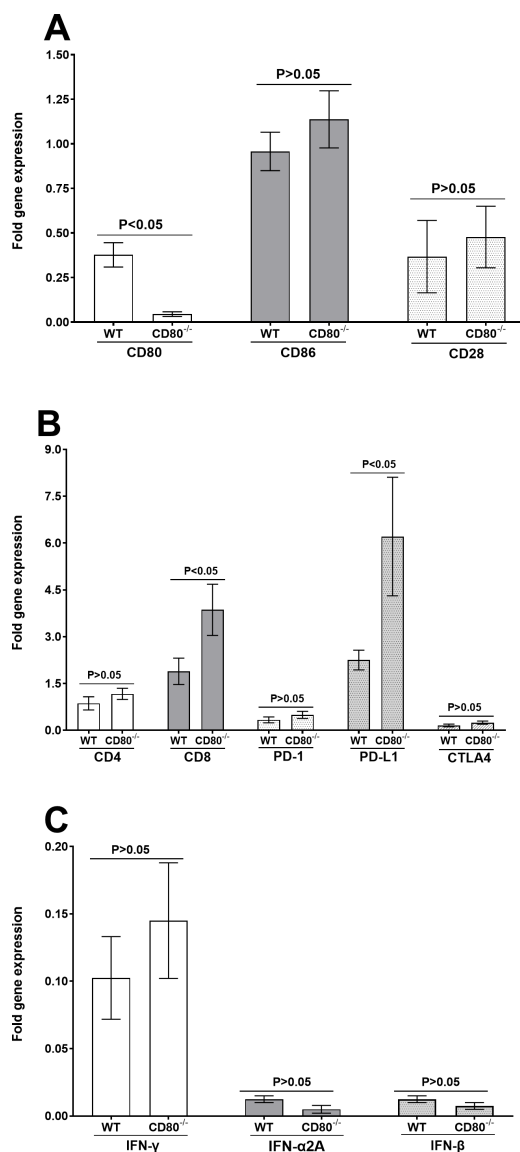 A
Fold gene expression
1.50
1.25
1.00
0.75
0.50
0.25
0.00
P<0.05
P>0.05
P>0.05
WT CD80-/- WT CD80-/- WT CD80-/-
CD80 CD86 CD28
B
Fold gene expression
9.0
7.5
6.0
4.5
3.0
1.5
0.0
P>0.05
P<0.05
P>0.05
P<0.05
P>0.05
WT CD80-/- WT CD80-/- WT CD80-/- WT CD80-/- WT CD80-/-
CD4 CD8 PD-1 PD-L1 CTLA4
C
Fold gene expression
0.20
0.15
0.10
0.05
0.00
P>0.05
P>0.05
P>0.05
WT CD80-/- WT CD80-/- WT CD80-/-
IFN-γ IFN-α2A IFN-β